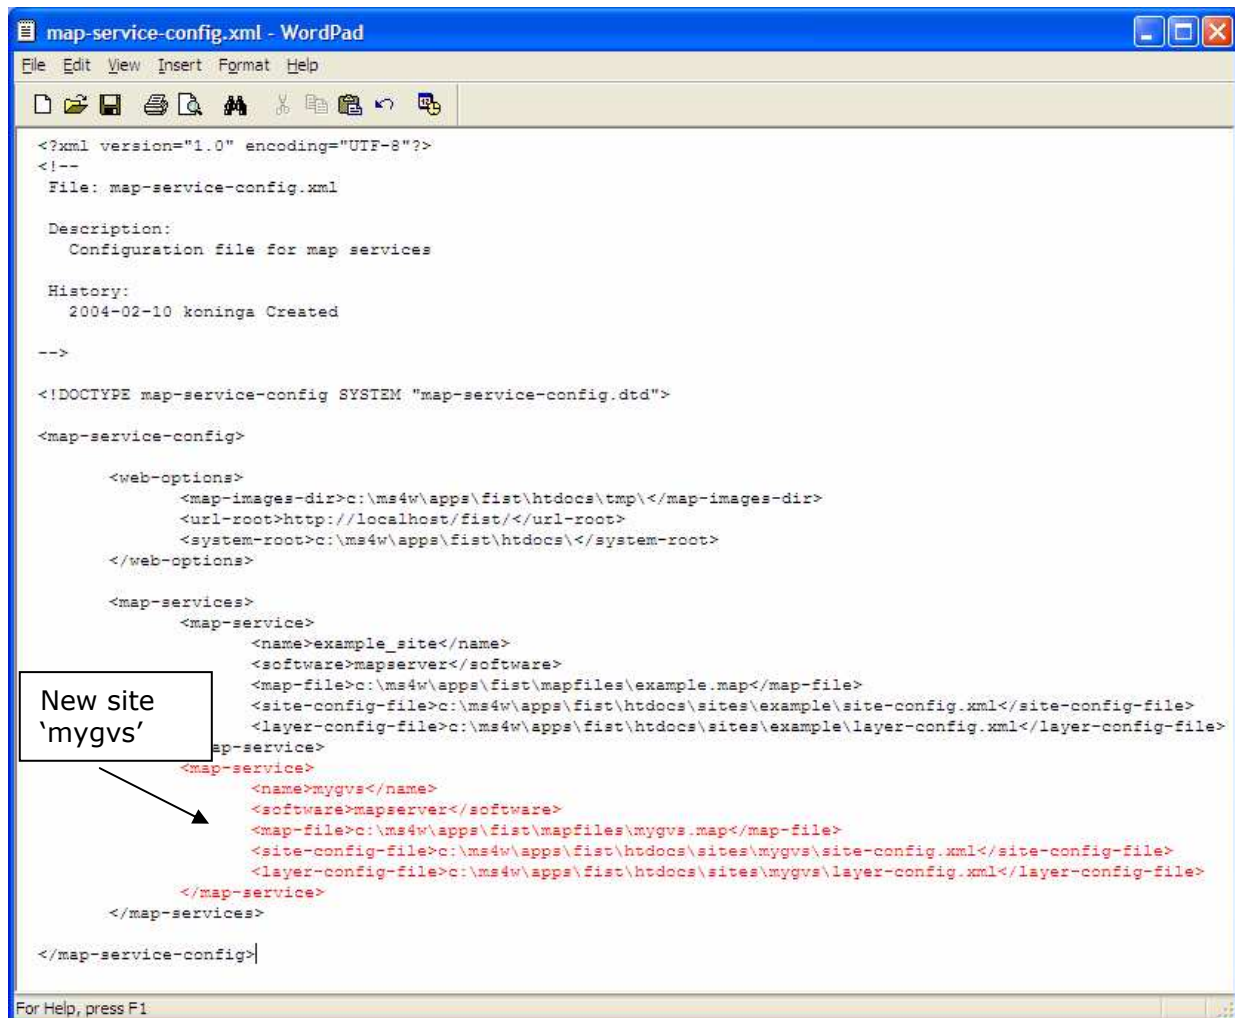 map-service-config.xml - WordPad
File Edit View Insert Format Help
<?xml version="1.0" encoding="UTF-8"?>
<!--
File: map-service-config.xml
Description:
Configuration file for map services
History:
2004-02-10 koninga Created
-->
<!DOCTYPE map-service-config SYSTEM "map-service-config.dtd">
<map-service-config>
<web-options>
<map-images-dir>c:\ms4w\apps\fist\htdocs\tmp\</map-images-dir>
<url-root>http://localhost/fist/</url-root>
<system-root>c:\ms4w\apps\fist\htdocs\</system-root>
</web-options>
<map-services>
<map-service>
<name>example_site</name>
<software>mapserver</software>
<map-file>c:\ms4w\apps\fist\mapfiles\example.map</map-file>
<site-config-file>c:\ms4w\apps\fist\htdocs\sites\example\site-config.xml</site-config-file>
<layer-config-file>c:\ms4w\apps\fist\htdocs\sites\example\layer-config.xml</layer-config-file>
New site
‘mygvs’
ap-service>
<map-service>
<name>mygvs</name>
<software>mapserver</software>
<map-file>c:\ms4w\apps\fist\mapfiles\mygvs.map</map-file>
<site-config-file>c:\ms4w\apps\fist\htdocs\sites\mygvs\site-config.xml</site-config-file>
<layer-config-file>c:\ms4w\apps\fist\htdocs\sites\mygvs\layer-config.xml</layer-config-file>
</map-service>
</map-services>
</map-service-config>
For Help, press F1